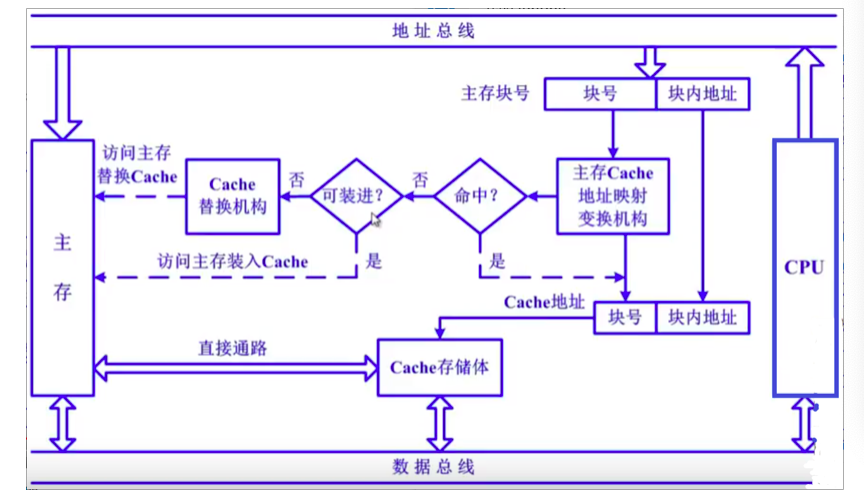 地址总线
主存块号
块号
块内地址
访问主存
替换Cache
Cache
替换机构
否
可装进？
否
命中？
主存Cache
地址映射
变换机构
主
存
访问主存装入Cache
是
是
CPU
Cache地址
块号
块内地址
直接通路
Cache存储体
数据总线